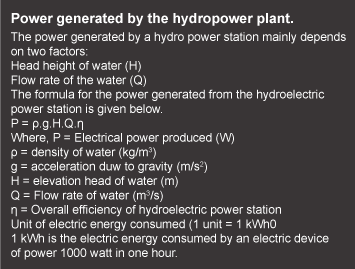 Power generated by the hydropower plant.
The power generated by a hydro power station mainly depends
on two factors:
Head height of water (H)
Flow rate of the water (Q)
The formula for the power generated from the hydroelectric
power station is given below.
P = ρ.g.H.Q.η
Where, P = Electrical power produced (W)
ρ = density of water (kg/m³)
g = acceleration duw to gravity (m/s²)
H = elevation head of water (m)
Q = Flow rate of water (m³/s)
η = Overall efficiency of hydroelectric power station
Unit of electric energy consumed (1 unit = 1 kWh0
1 kWh is the electric energy consumed by an electric device
of power 1000 watt in one hour.